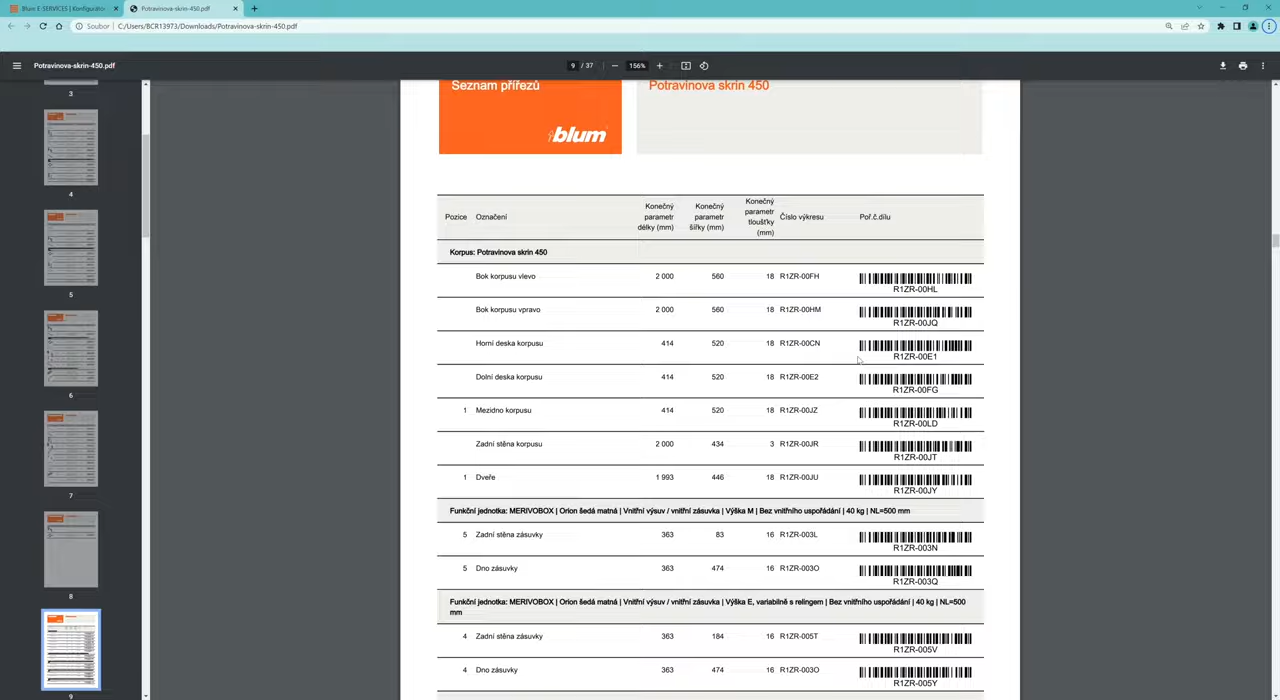 Blum E-SERVICES | Konfigurátor
Potravinova-skrin-450.pdf
Soubor
C:/Users/BCR13973/Downloads/Potravinova-skrin-450.pdf
Potravinova-skrin-450.pdf
9 / 37
156%
3
4
5
6
7
8
9
Seznam přířezů
Potravinova skrin 450
blum
Pozice Označení Konečný parametr délky (mm) Konečný parametr šířky (mm) Konečný parametr tloušťky (mm) Číslo výkresu Poř.č.dílu
Korpus: Potravinova skrin 450
Bok korpusu vlevo 2 000 560 18 R1ZR-00FH
R1ZR-00HL
Bok korpusu vpravo 2 000 560 18 R1ZR-00HM
R1ZR-00JQ
Horní deska korpusu 414 520 18 R1ZR-00CN
R1ZR-00E1
Dolní deska korpusu 414 520 18 R1ZR-00E2
R1ZR-00FG
1 Mezidno korpusu 414 520 18 R1ZR-00JZ
R1ZR-00LD
Zadní stěna korpusu 2 000 434 3 R1ZR-00JR
R1ZR-00JT
1 Dveře 1 993 446 18 R1ZR-00JU
R1ZR-00JY
Funkční jednotka: MERIVOBOX | Orion šedá matná | Vnitřní výsuv / vnitřní zásuvka | Výška M | Bez vnitřního uspořádání | 40 kg | NL=500 mm
5 Zadní stěna zásuvky 363 83 16 R1ZR-003L
R1ZR-003N
5 Dno zásuvky 363 474 16 R1ZR-003O
R1ZR-003Q
Funkční jednotka: MERIVOBOX | Orion šedá matná | Vnitřní výsuv / vnitřní zásuvka | Výška E, variabilně s relingem | Bez vnitřního uspořádání | 40 kg | NL=500
mm
4 Zadní stěna zásuvky 363 184 16 R1ZR-005T
R1ZR-005V
4 Dno zásuvky 363 474 16 R1ZR-003O
R1ZR-005Y